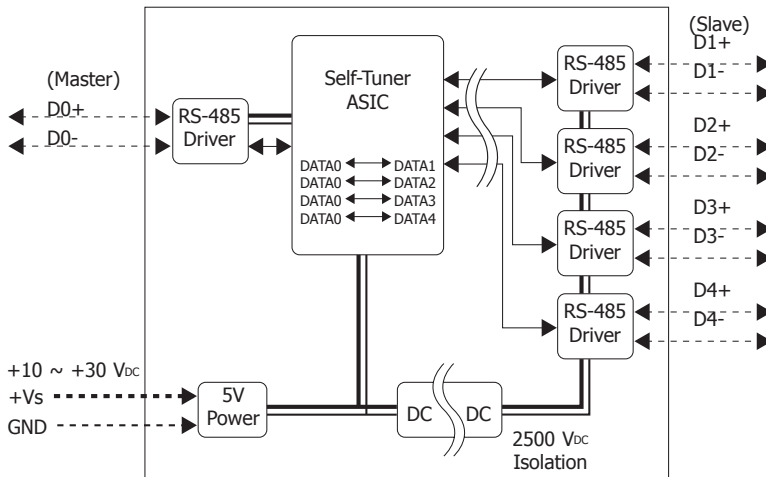 (Master)
D0+
D0-
RS-485
Driver
Self-Tuner
ASIC
DATA0
DATA1
DATA0
DATA2
DATA0
DATA3
DATA0
DATA4
RS-485
Driver
RS-485
Driver
RS-485
Driver
RS-485
Driver
(Slave)
D1+
D1-
D2+
D2-
D3+
D3-
D4+
D4-
+10 ~ +30 VDC
+Vs
GND
5V
Power
DC
DC
2500 VDC
Isolation